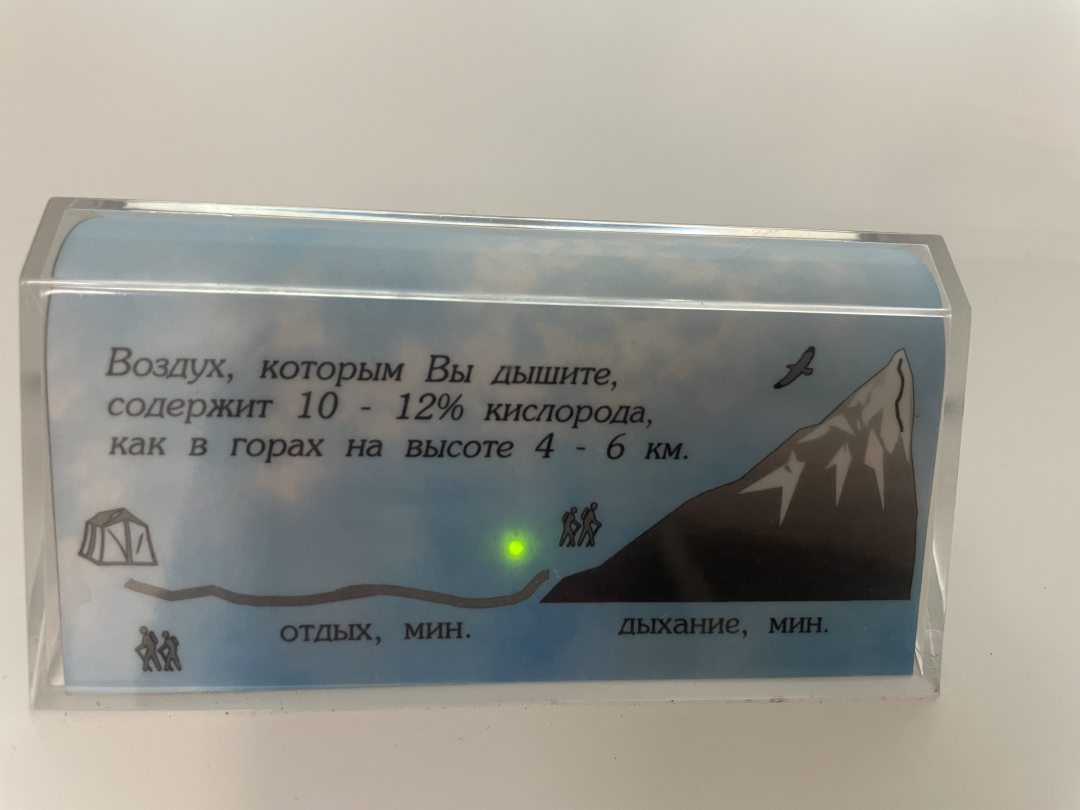 Воздух, которым Вы дышите,
содержит 10 - 12% кислорода,
как в горах на высоте 4 - 6 км.
отдых, мин.
дыхание, мин.